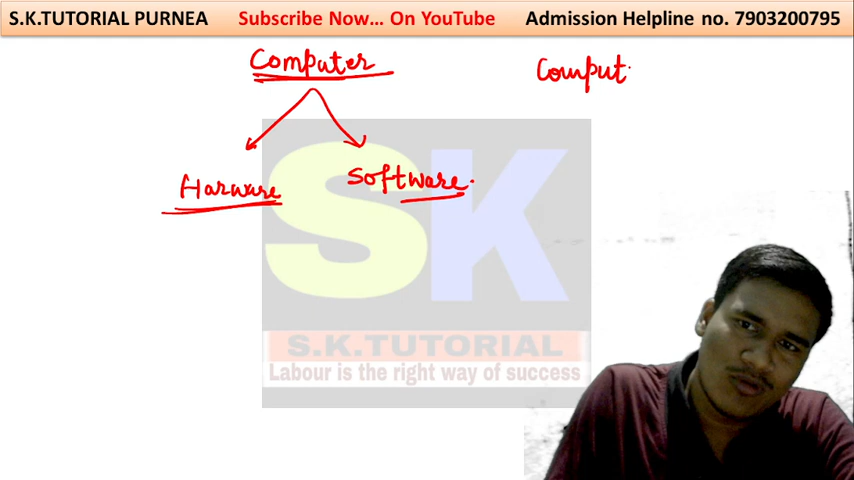 S.K.TUTORIAL PURNEA Subscribe Now... On YouTube Admission Helpline no. 7903200795
Computer Comput
Harware Software.
SK
S.K.TUTORIAL
Labour is the right way of success